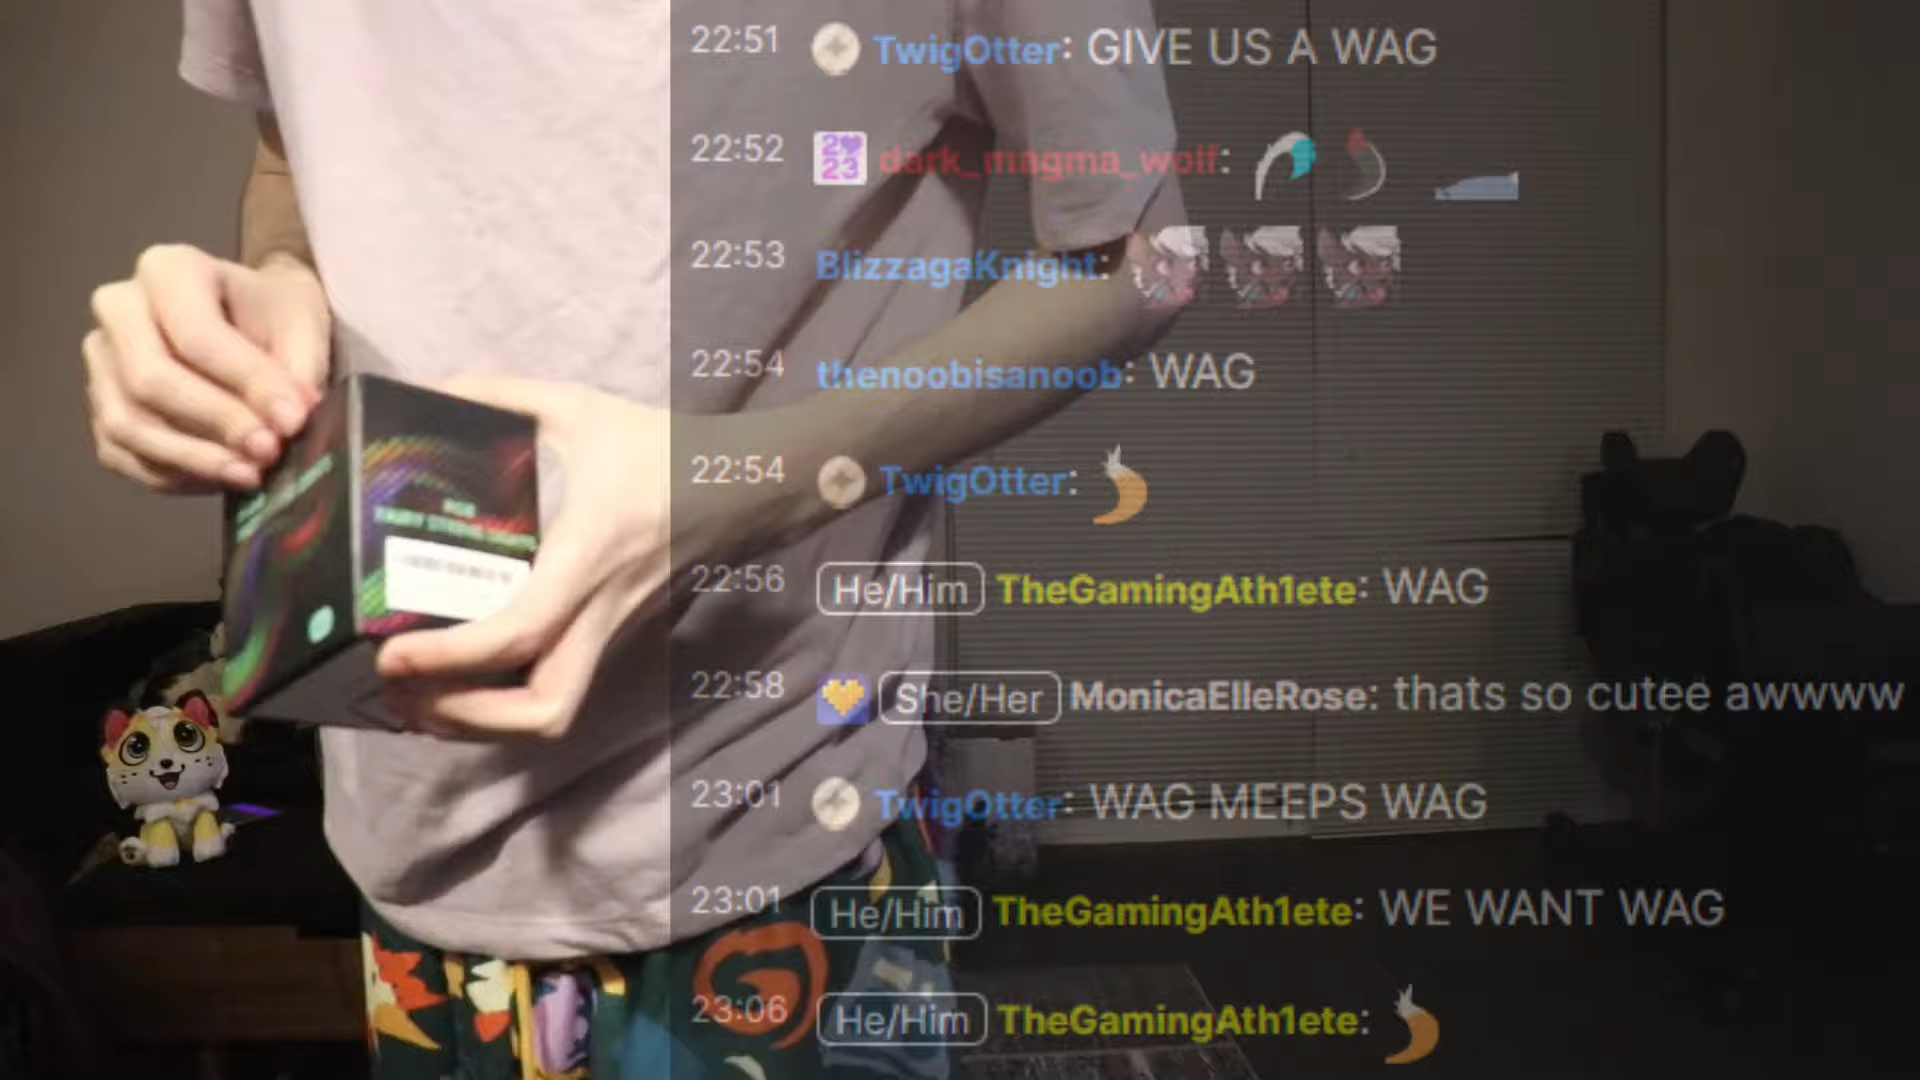 22:51 TwigOtter: GIVE US A WAG
22:52 2 23 dark_magma_wolf:
22:53 BlizzagaKnight:
22:54 thenoobisanoob: WAG
22:54 TwigOtter:
22:56 He/Him TheGamingAth1ete: WAG
22:58 She/Her MonicaElleRose: thats so cutee awwww
23:01 TwigOtter: WAG MEEPS WAG
23:01 He/Him TheGamingAth1ete: WE WANT WAG
23:06 He/Him TheGamingAth1ete: